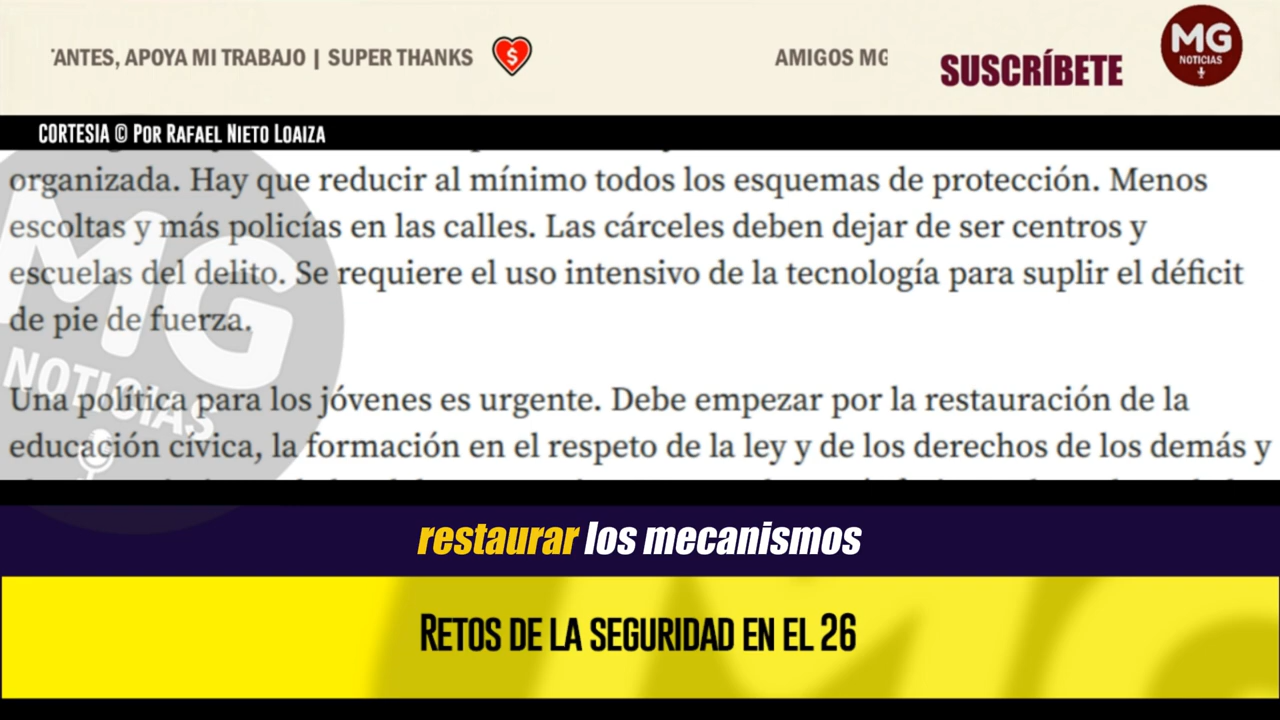 TANTES, APOYA MI TRABAJO | SUPER THANKS
AMIGOS MG
SUSCRÍBETE
MG
NOTICIAS
CORTESIA © POR RAFAEL NIETO LOAIZA
organizada. Hay que reducir al mínimo todos los esquemas de protección. Menos
escoltas y más policías en las calles. Las cárceles deben dejar de ser centros y
escuelas del delito. Se requiere el uso intensivo de la tecnología para suplir el déficit
de pie de fuerza.
Una política para los jóvenes es urgente. Debe empezar por la restauración de la
educación cívica, la formación en el respeto de la ley y de los derechos de los demás y
MG
NOTICIAS
restaurar los mecanismos
RETOS DE LA SEGURIDAD EN EL 26